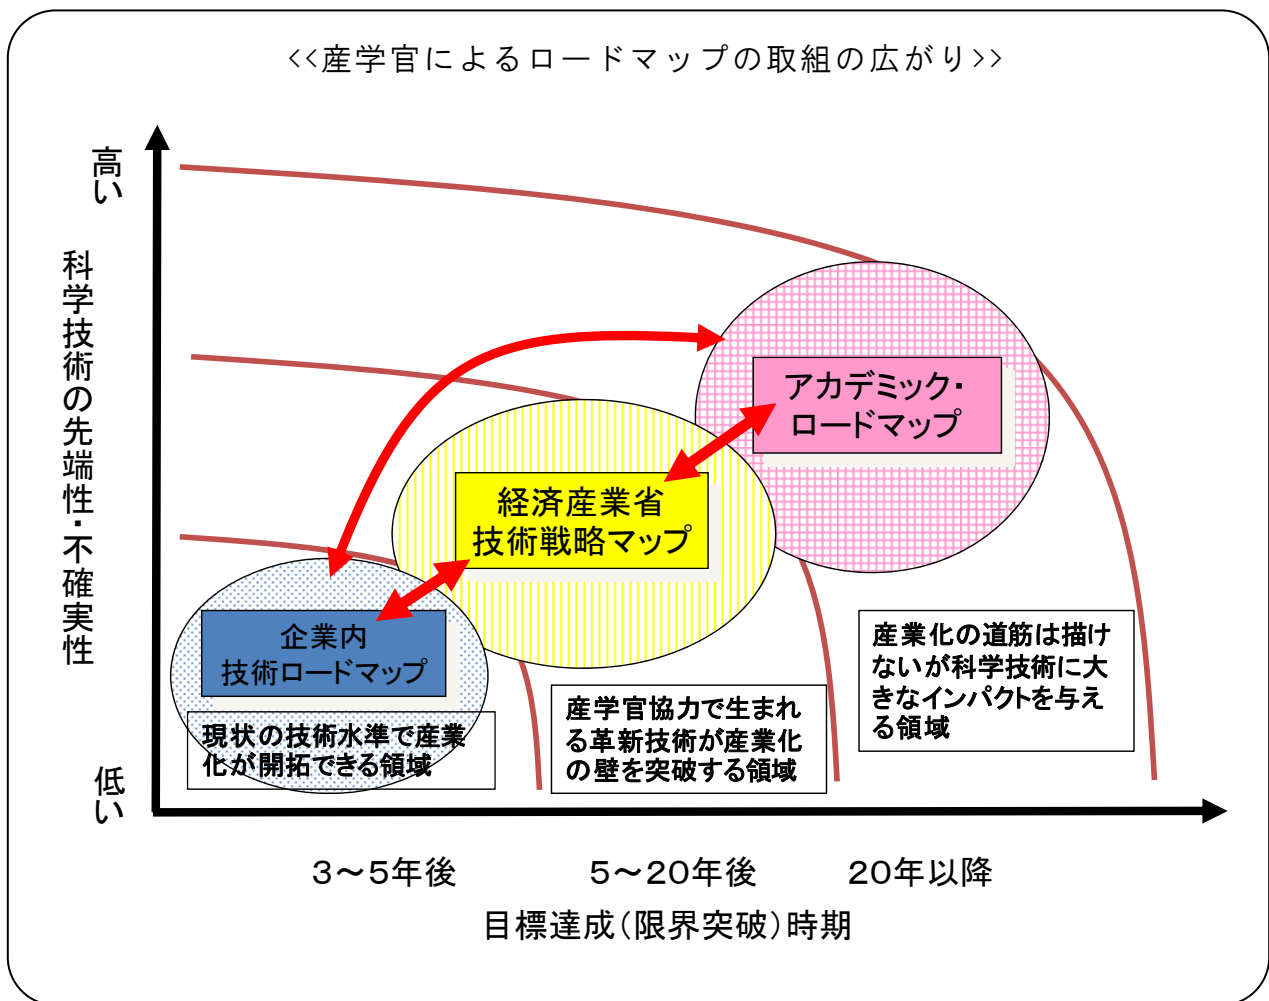 <<産学官によるロードマップの取組の広がり>>
高い
科学技術の先端性・不確実性
低い
アカデミック・
ロードマップ
経済産業省
技術戦略マップ
企業内
技術ロードマップ
現状の技術水準で産業
化が開拓できる領域
産学官協力で生まれ
る革新技術が産業化
の壁を突破する領域
産業化の道筋は描け
ないが科学技術に大
きなインパクトを与え
る領域
3~5年後
5~20年後
20年以降
目標達成(限界突破)時期